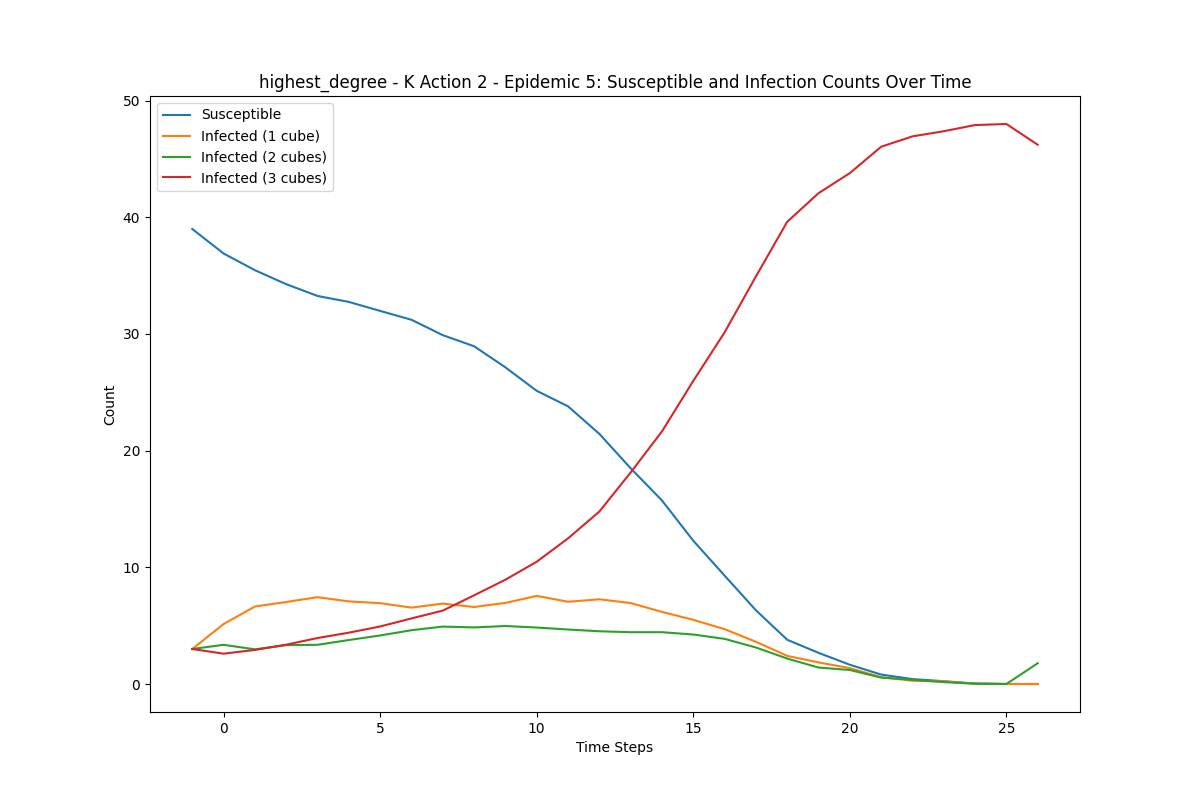 highest_degree - K Action 2 - Epidemic 5: Susceptible and Infection Counts Over Time
Susceptible
Infected (1 cube)
Infected (2 cubes)
Infected (3 cubes)
50
40
30
20
10
0
Count
0 5 10 15 20 25
Time Steps